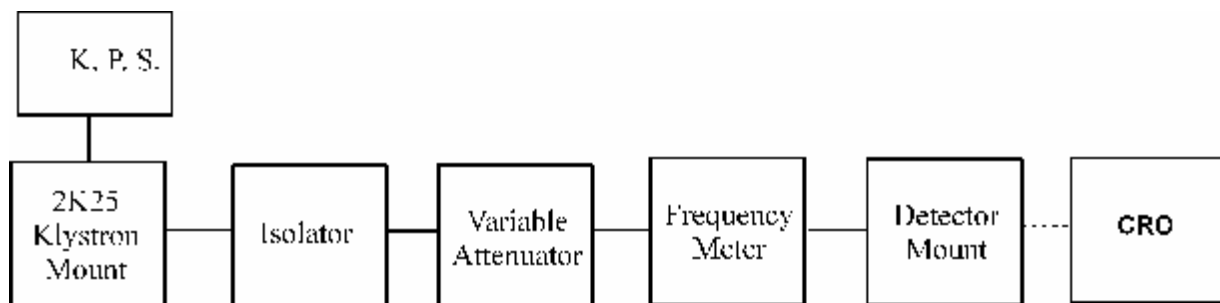 K. P. S.
2K25
Klystron
Mount
Isolator
Variable
Attenuator
Frequency
Meter
Detector
Mount
CRO